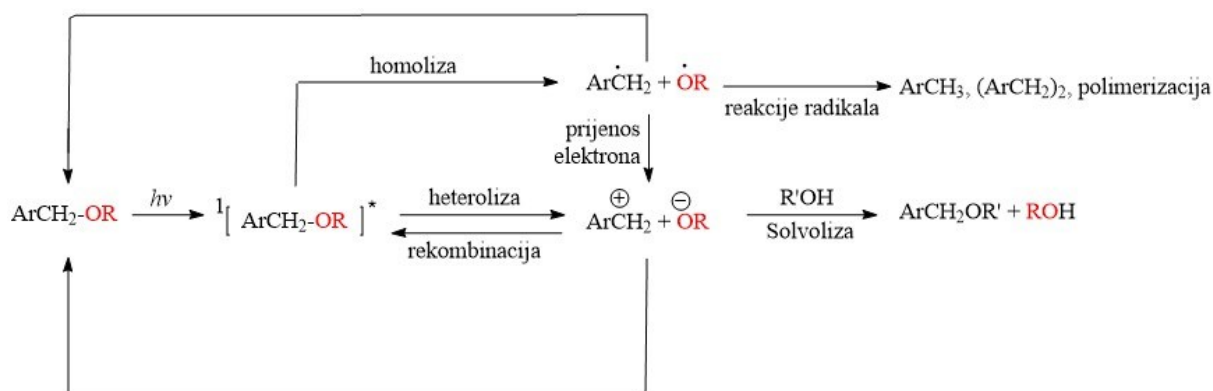 homoliza
ArĊH₂ + ȮR
ArCH₃, (ArCH₂)₂, polimerizacija
reakcije radikala
prijenos
elektrona
ArCH₂-OR
hν
¹[ ArCH₂-OR ]*
heteroliza
rekombinacija
⊕ ⊖
ArCH₂ + OR
R'OH
Solvoliza
ArCH₂OR' + ROH